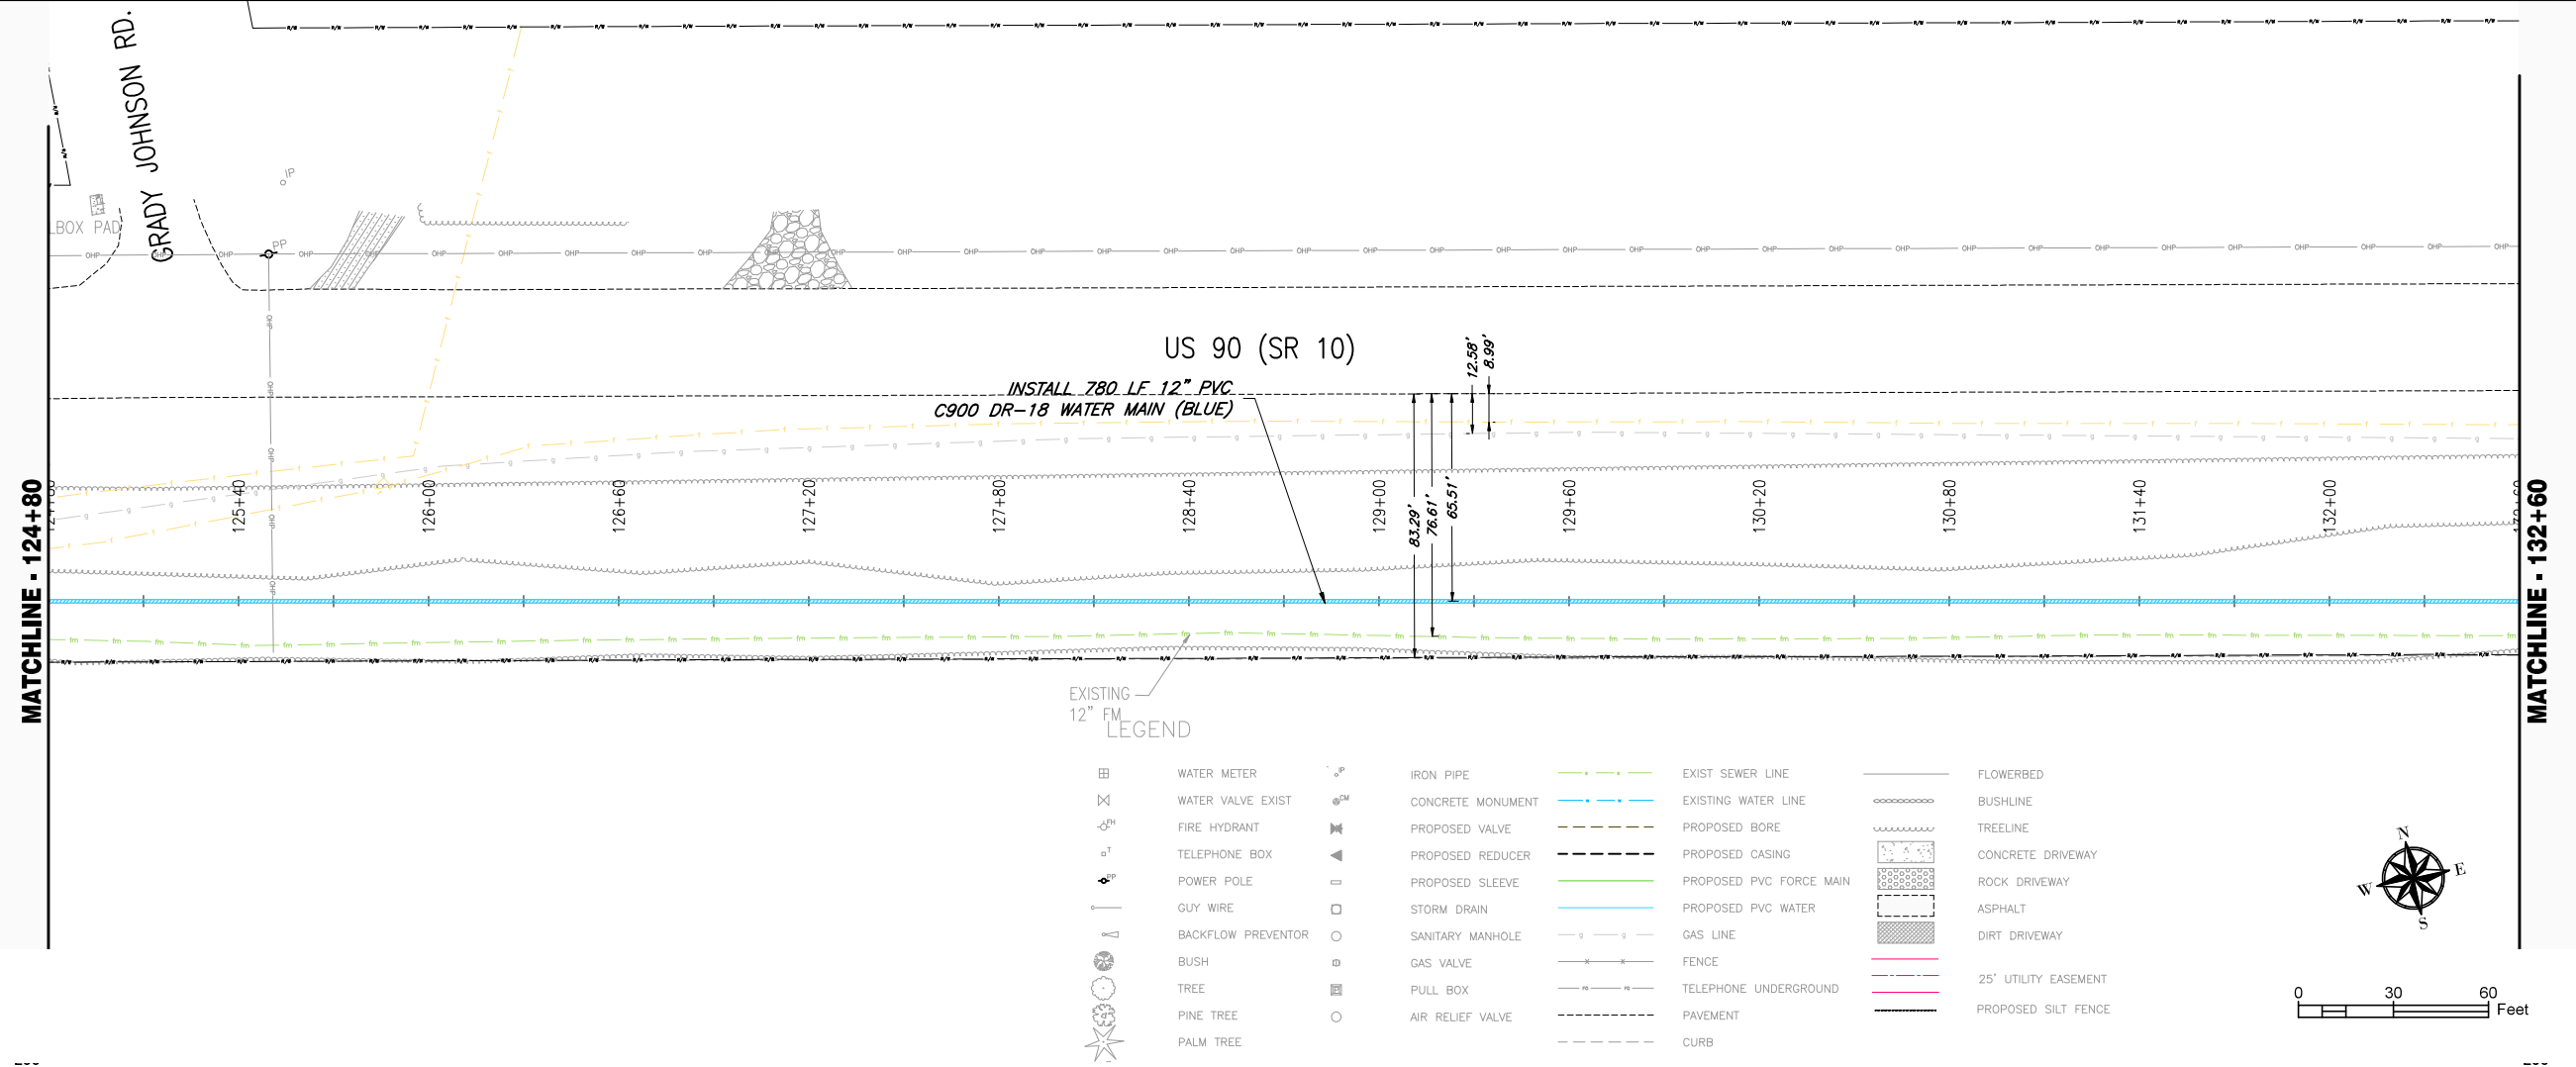 GRADY JOHNSON RD.
IP
LBOX PAD
PP
US 90 (SR 10)
12.58'
8.99'
INSTALL 780 LF 12" PVC
C900 DR-18 WATER MAIN (BLUE)
MATCHLINE - 124+80
125+40
126+00
126+60
127+20
127+80
128+40
129+00
83.29'
76.61'
65.51'
129+60
130+20
130+80
131+40
132+00
MATCHLINE - 132+60
EXISTING
12" FM
LEGEND
WATER METER
WATER VALVE EXIST
FH
FIRE HYDRANT
T
TELEPHONE BOX
PP
POWER POLE
GUY WIRE
BACKFLOW PREVENTOR
BUSH
TREE
PINE TREE
PALM TREE
IP
IRON PIPE
CM
CONCRETE MONUMENT
PROPOSED VALVE
PROPOSED REDUCER
PROPOSED SLEEVE
STORM DRAIN
SANITARY MANHOLE
GAS VALVE
PULL BOX
AIR RELIEF VALVE
EXIST SEWER LINE
EXISTING WATER LINE
PROPOSED BORE
PROPOSED CASING
PROPOSED PVC FORCE MAIN
PROPOSED PVC WATER
g g
GAS LINE
FENCE
TELEPHONE UNDERGROUND
PAVEMENT
CURB
FLOWERBED
BUSHLINE
TREELINE
CONCRETE DRIVEWAY
ROCK DRIVEWAY
ASPHALT
DIRT DRIVEWAY
25' UTILITY EASEMENT
PROPOSED SILT FENCE
N
W
E
S
0 30 60
Feet